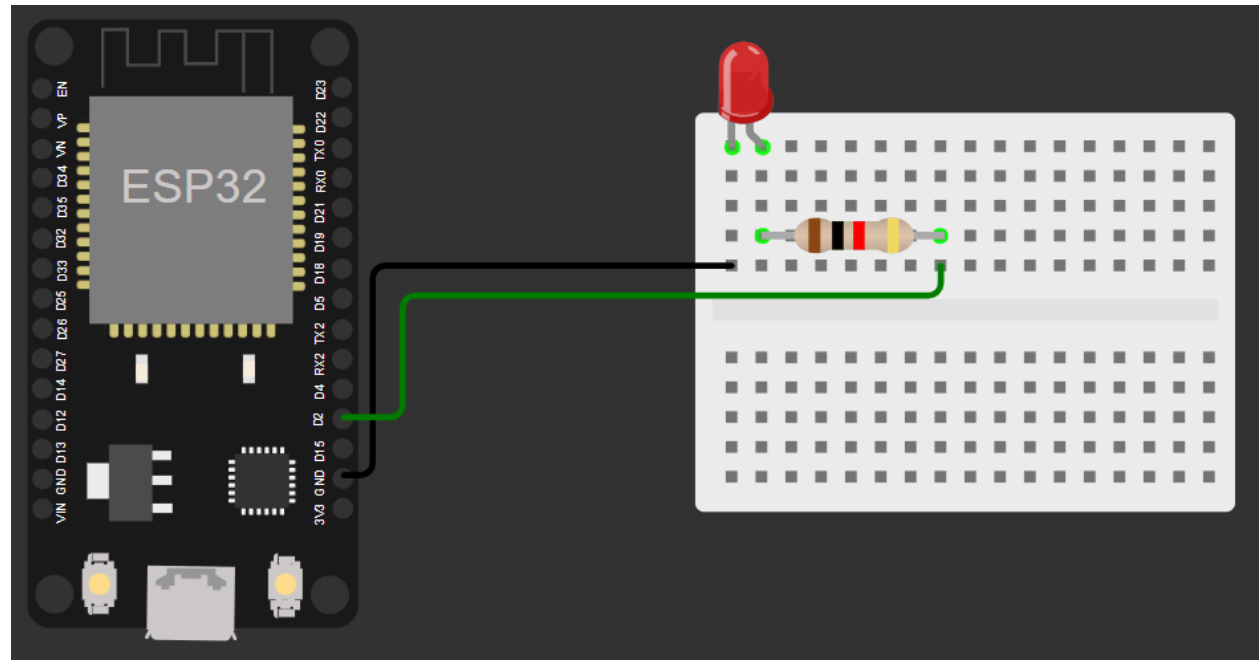 EN
VP
VN
D34
D35
D32
D33
D25
D26
D27
D14
D12
D13
GND
VIN
ESP32
D23
D22
TX0
RX0
D21
D19
D18
D5
TX2
RX2
D4
D2
D15
GND
3V3